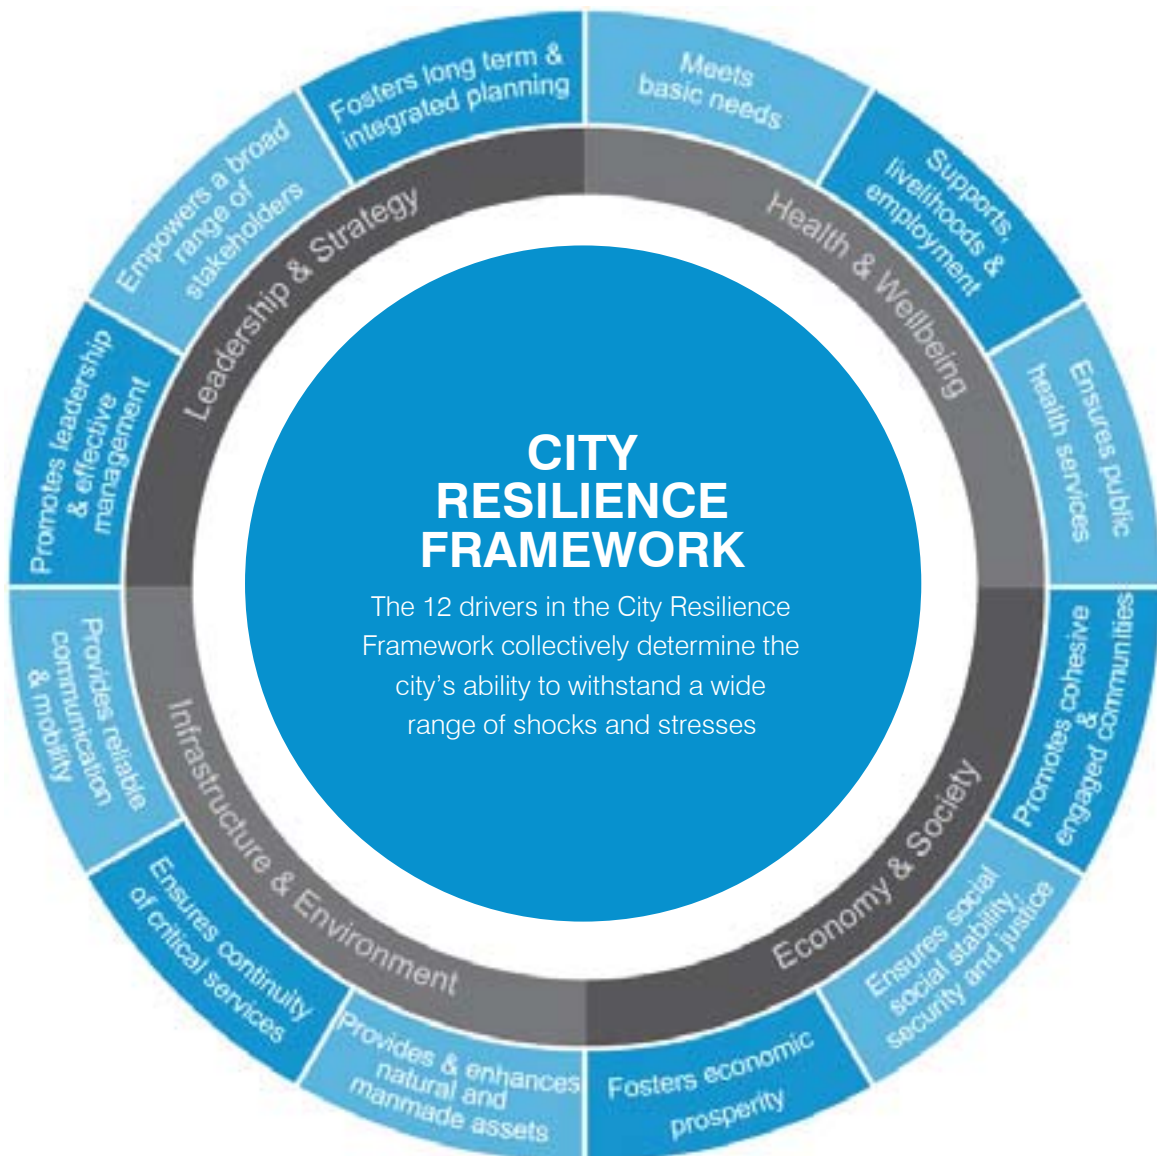 CITY
RESILIENCE
FRAMEWORK
The 12 drivers in the City Resilience
Framework collectively determine the
city's ability to withstand a wide
range of shocks and stresses
Health & Wellbeing
Meets
basic needs
Supports,
livelihoods &
employment
Ensures public
health services
Economy & Society
Promotes cohesive
&
engaged communities
Ensures social
social stability,
security and justice
Fosters economic
prosperity
Infrastructure & Environment
Provides & enhances
natural and
manmade assets
Ensures continuity
of critical services
Provides reliable
communication
& mobility
Leadership & Strategy
Promotes leadership
& effective
management
Empowers a broad
range of
stakeholders
Fosters long term &
integrated planning